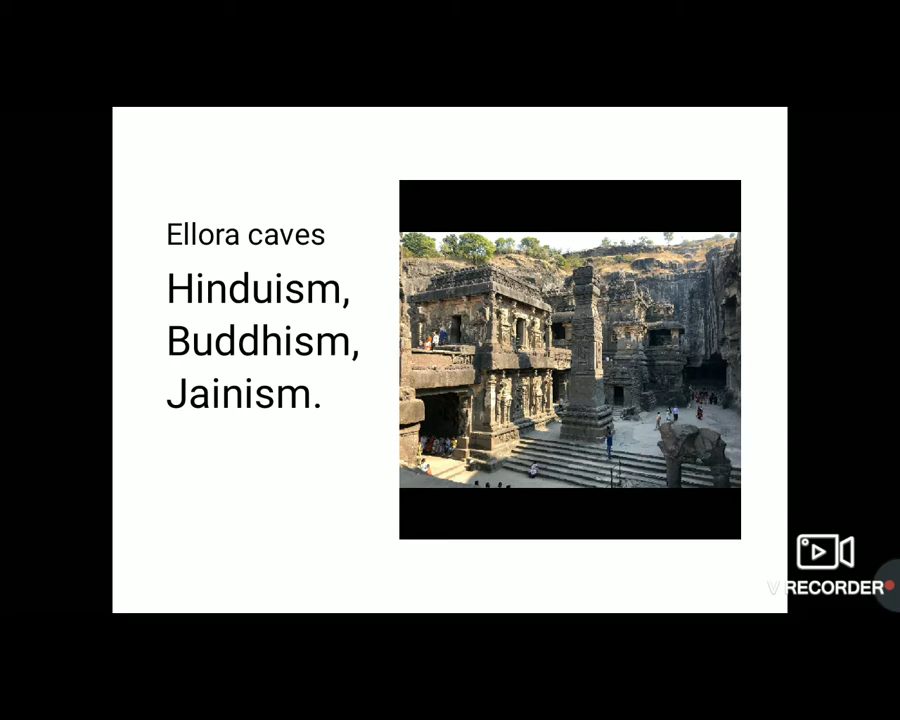 Ellora caves
Hinduism,
Buddhism,
Jainism.
V RECORDER